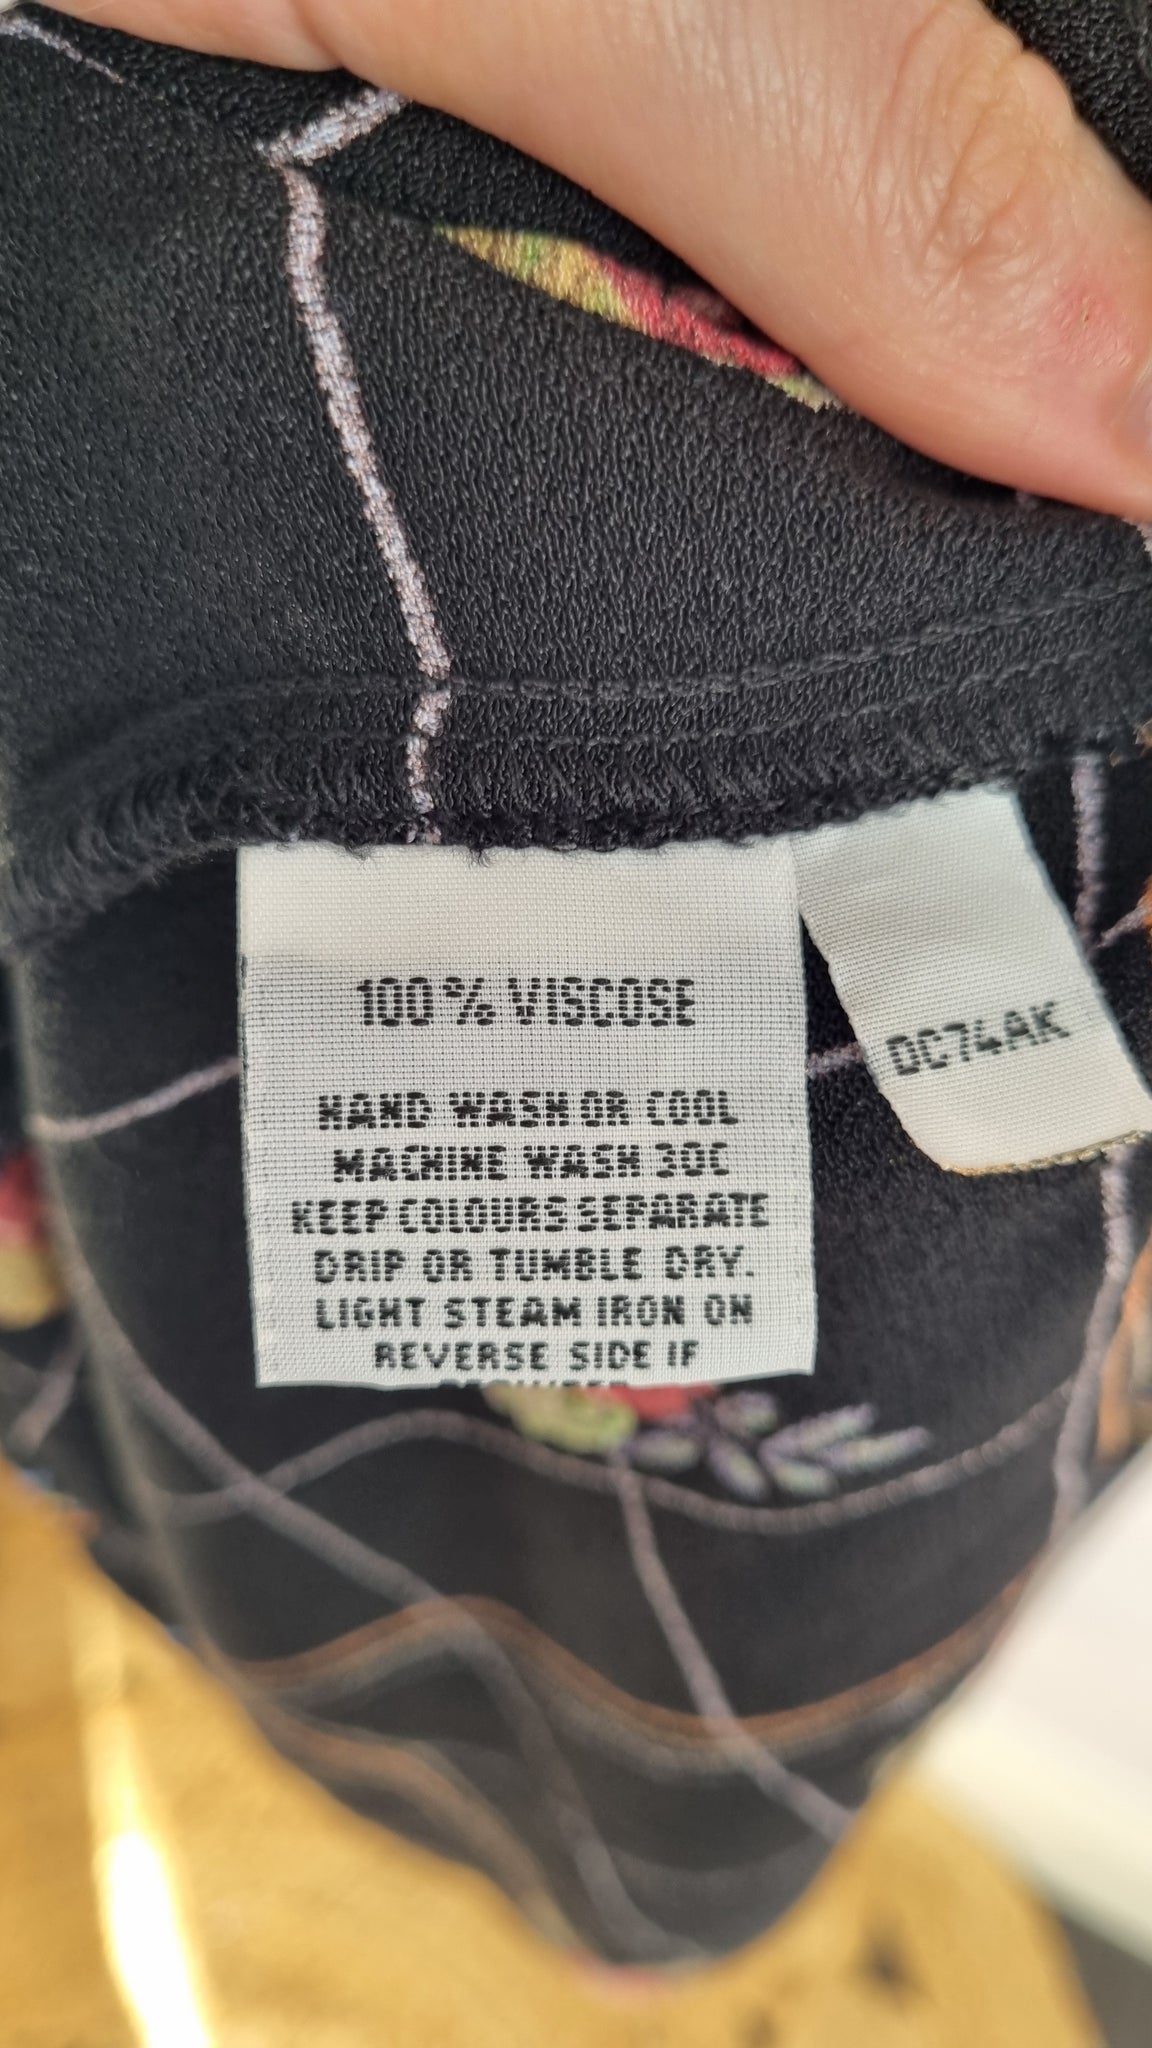 100% VISCOSE
HAND WASH OR COOL
MACHINE WASH 30C
KEEP COLOURS SEPARATE
DRIP OR TUMBLE DRY.
LIGHT STEAM IRON ON
REVERSE SIDE IF
DC74AK